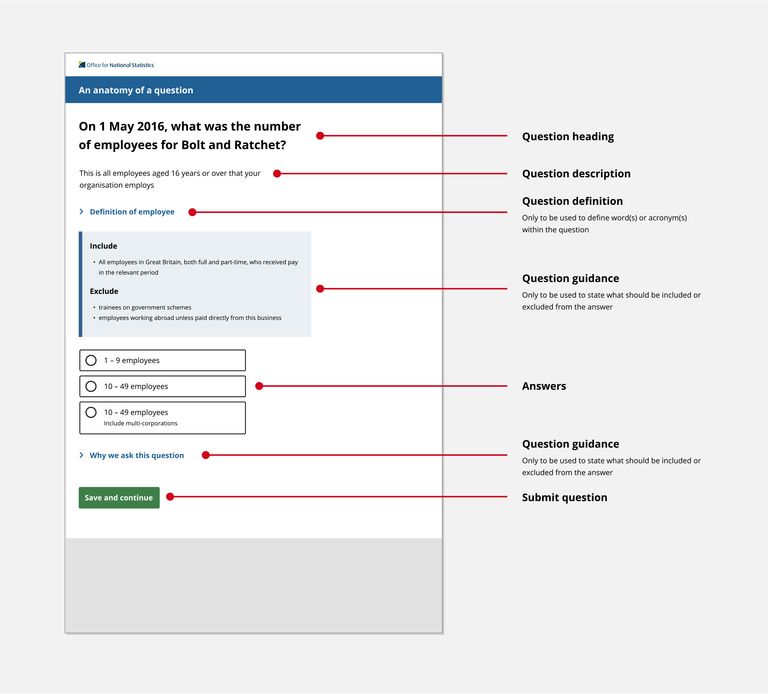 Office for National Statistics
An anatomy of a question
On 1 May 2016, what was the number
of employees for Bolt and Ratchet?
Question heading
This is all employees aged 16 years or over that your
organisation employs
Question description
Definition of employee
Question definition
Only to be used to define word(s) or acronym(s)
within the question
Include
• All employees in Great Britain, both full and part-time, who received pay
in the relevant period
Exclude
• trainees on government schemes
• employees working abroad unless paid directly from this business
Question guidance
Only to be used to state what should be included or
excluded from the answer
1 – 9 employees
10 – 49 employees
10 – 49 employees
Include multi-corporations
Answers
Why we ask this question
Question guidance
Only to be used to state what should be included or
excluded from the answer
Save and continue
Submit question